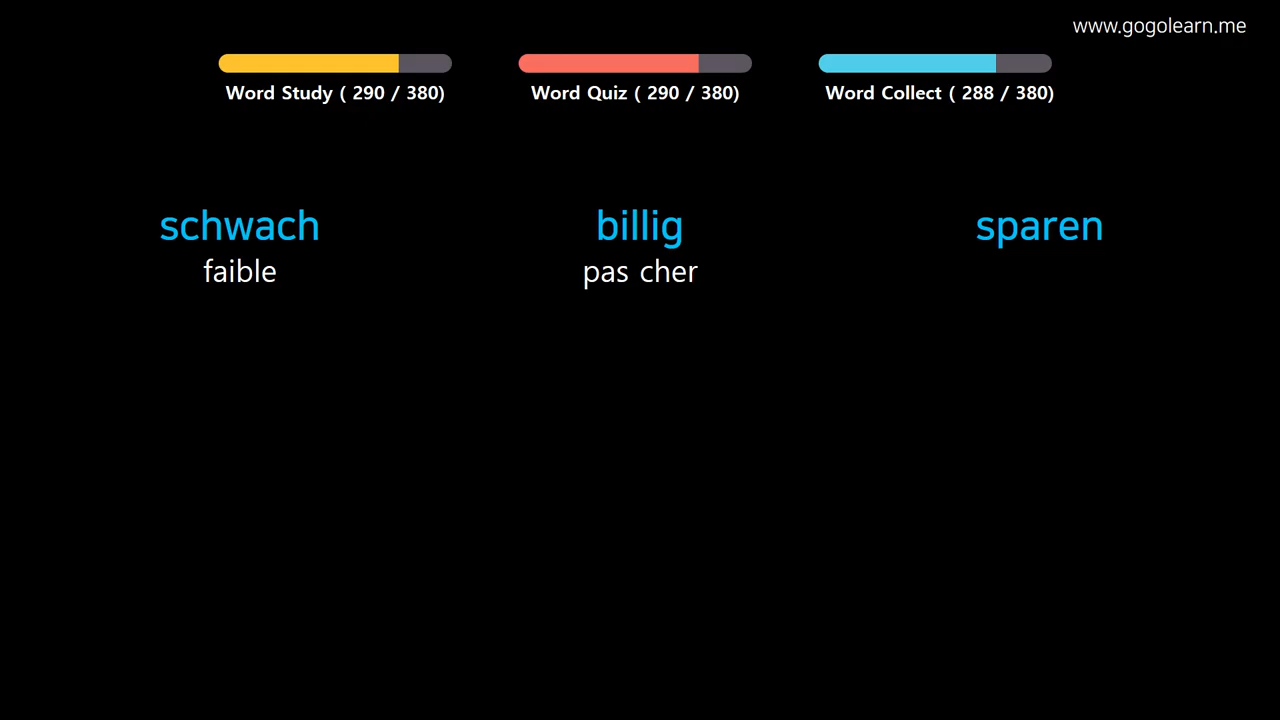 www.gogolearn.me
Word Study ( 290 / 380)
Word Quiz ( 290 / 380)
Word Collect ( 288 / 380)
schwach
faible
billig
pas cher
sparen